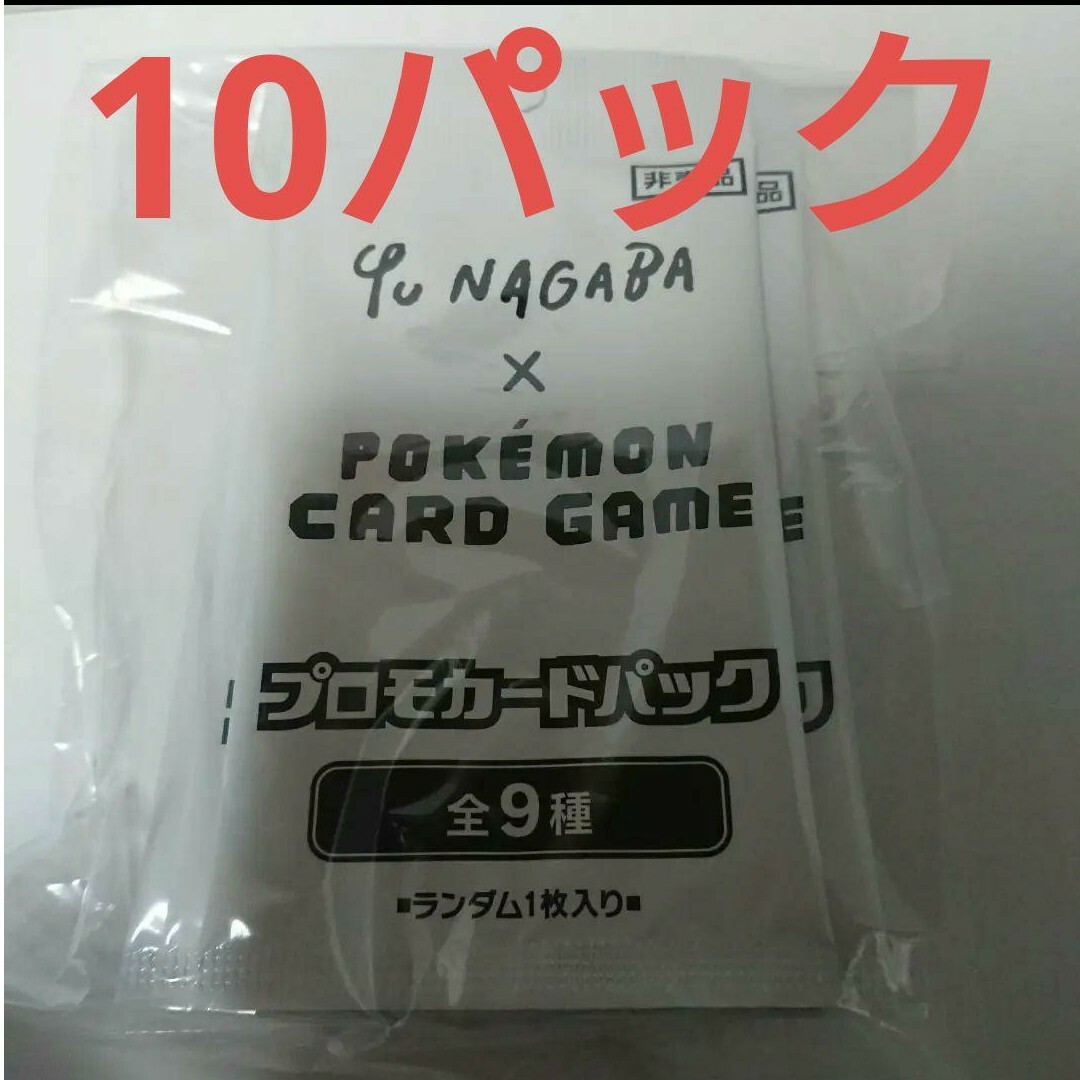 10パック
非売品
品
Yu NAGABA
×
POKÉMON
CARD GAME
E
プロモカードパック
全9種
▪ランダム1枚入り▪